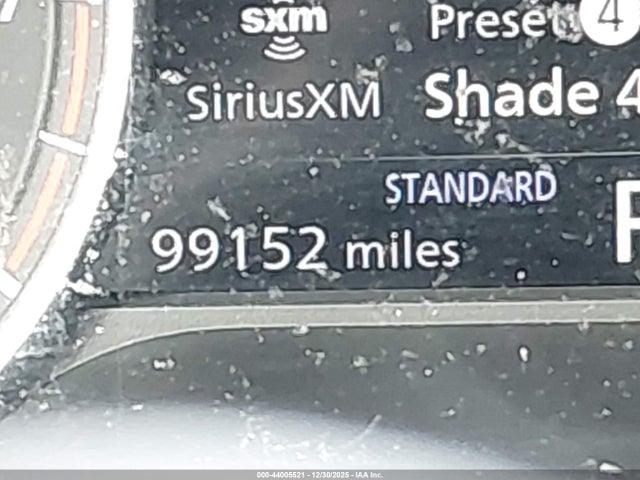 sxm
Preset 4
SiriusXM
Shade 4
STANDARD
99152 miles
000-44005521 - 12/30/2025 - IAA Inc.